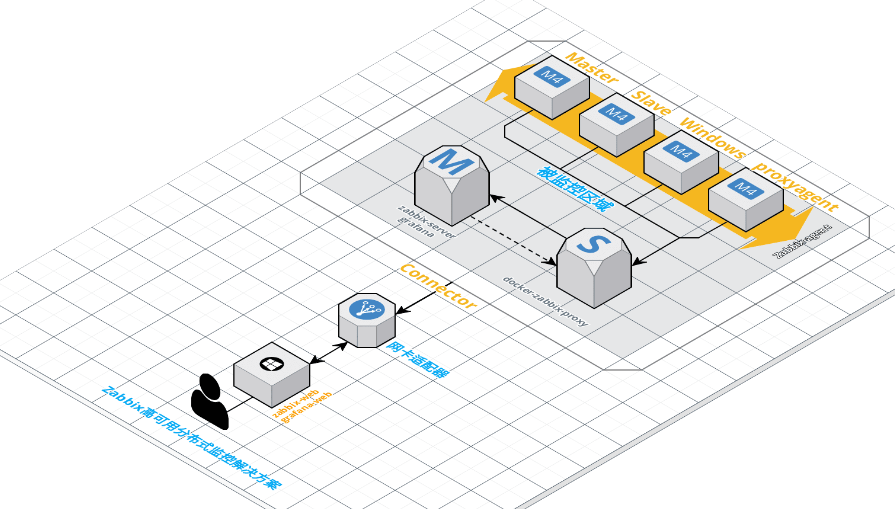 Master
M4
Slave
M4
Windows
M4
proxyagent
M4
M
被监控区域
zabbix-server
grafana
S
Zabbix-agent
docker-zabbix-proxy
Connector
网卡适配器
zabbix-web
grafana-web
Zabbix高可用分布式监控解决方案